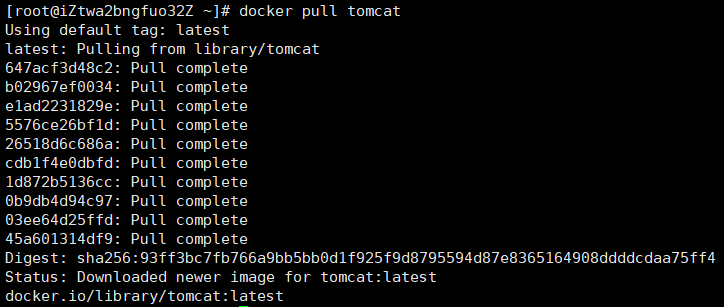 [root@iZtwa2bngfuo32Z ~]# docker pull tomcat
Using default tag: latest
latest: Pulling from library/tomcat
647acf3d48c2: Pull complete
b02967ef0034: Pull complete
e1ad2231829e: Pull complete
5576ce26bf1d: Pull complete
26518d6c686a: Pull complete
cdb1f4e0dbfd: Pull complete
1d872b5136cc: Pull complete
0b9db4d94c97: Pull complete
03ee64d25ffd: Pull complete
45a601314df9: Pull complete
Digest: sha256:93ff3bc7fb766a9bb5bb0d1f925f9d8795594d87e8365164908ddddcdaa75ff4
Status: Downloaded newer image for tomcat:latest
docker.io/library/tomcat:latest